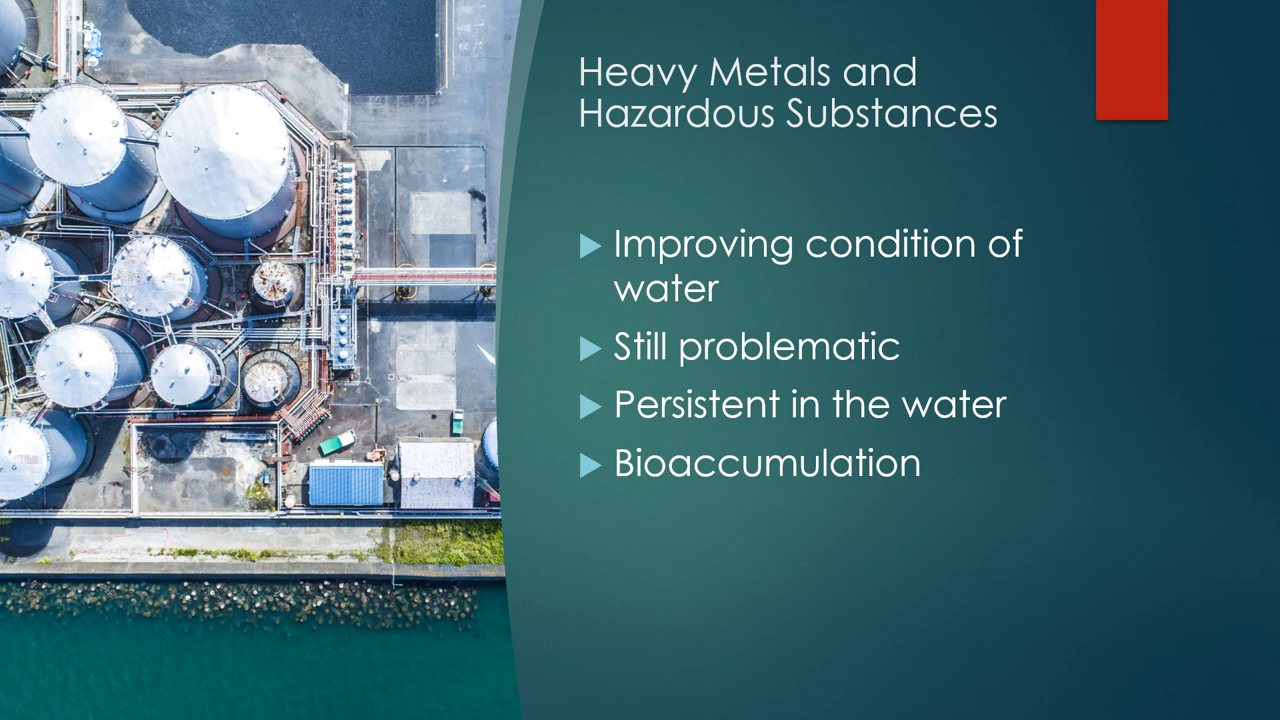 Heavy Metals and
Hazardous Substances
Improving condition of
water
Still problematic
Persistent in the water
Bioaccumulation